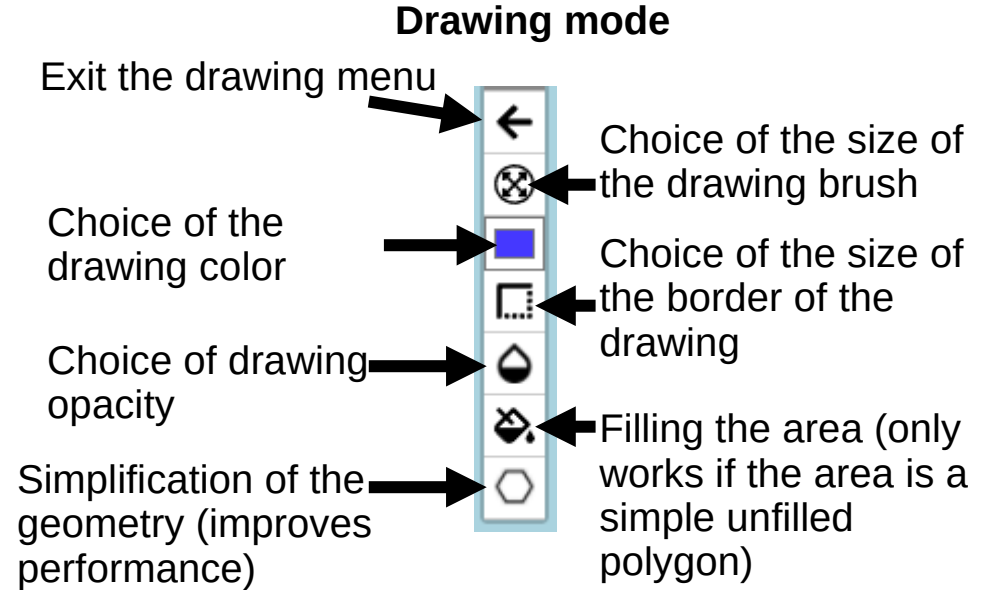 Drawing mode
Exit the drawing menu
Choice of the size of
the drawing brush
Choice of the
drawing color
Choice of the size of
the border of the
drawing
Choice of drawing
opacity
Filling the area (only
works if the area is a
simple unfilled
polygon)
Simplification of the
geometry (improves
performance)